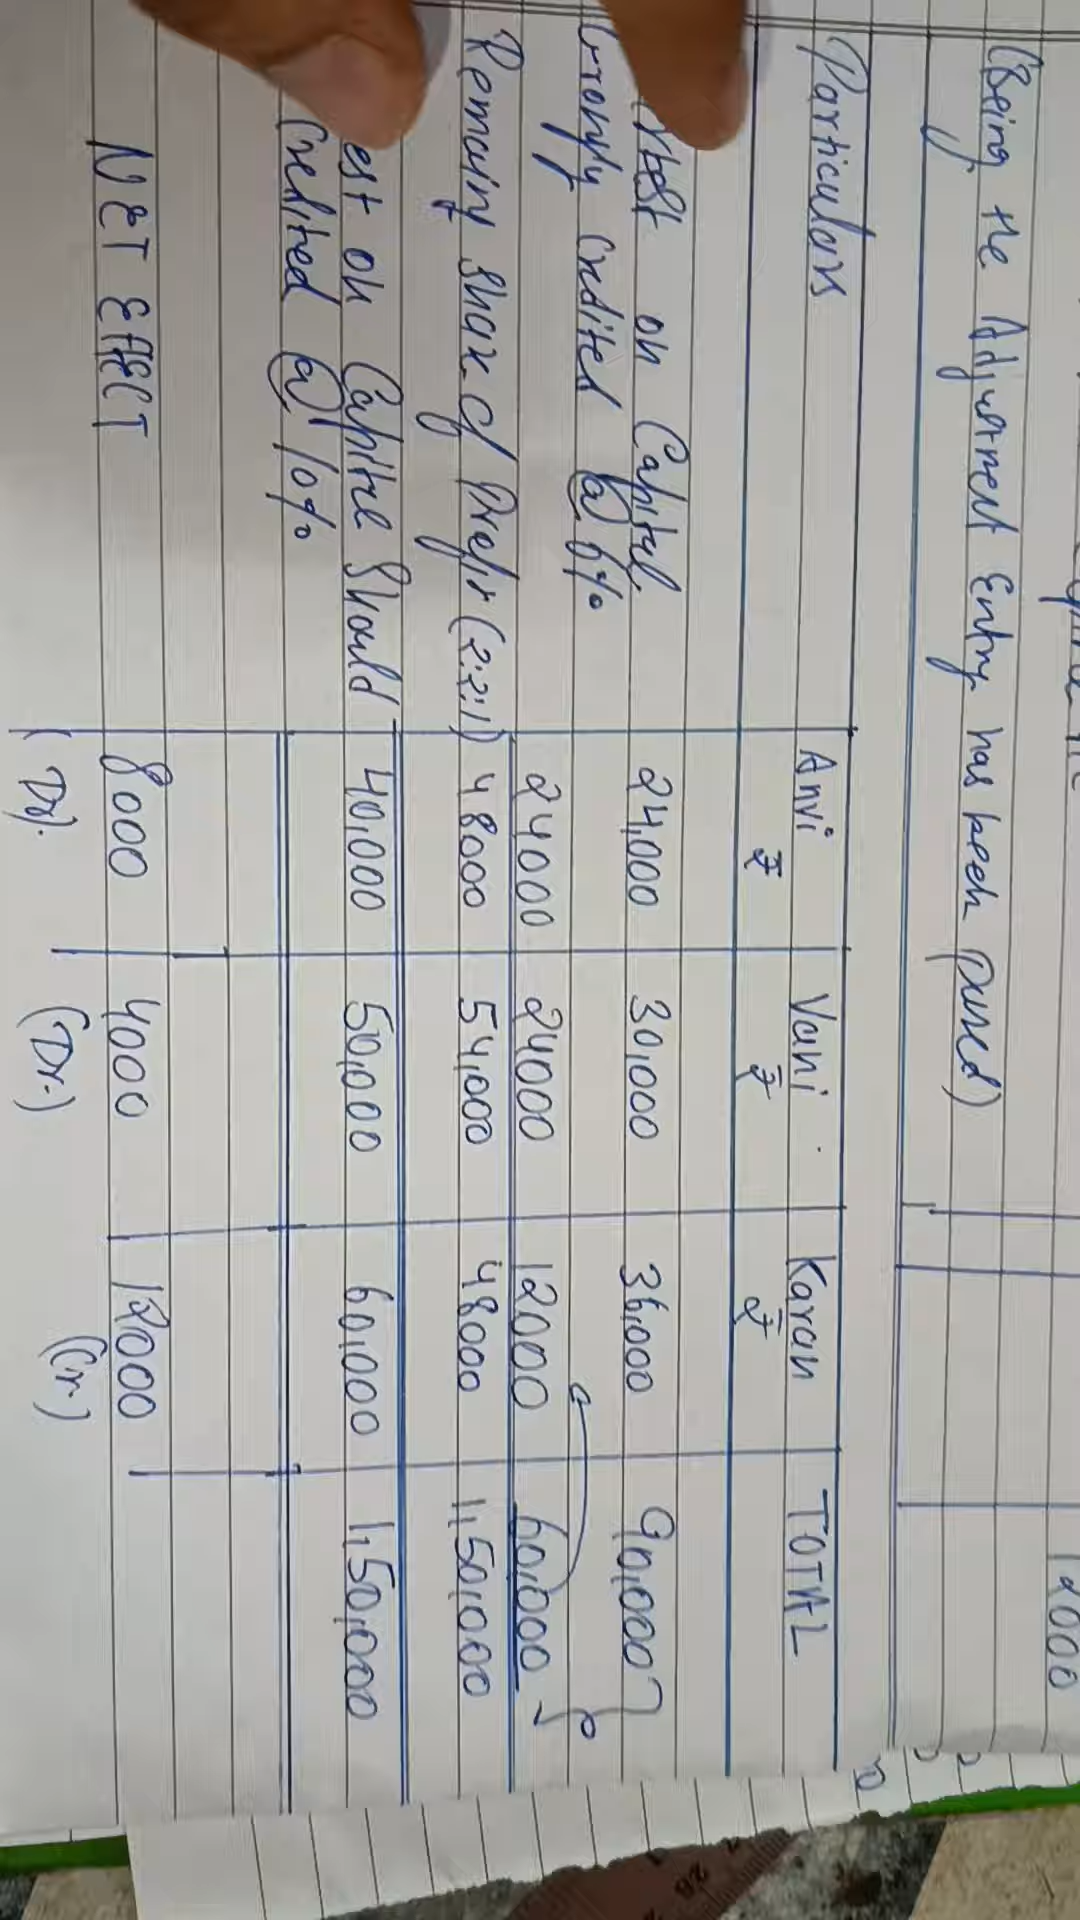 12000
(Being the Adjustment Entry has been passed)
Particulars Anvi Vani Karan TOTAL
₹ ₹ ₹
on Capital 24,000 30,000 36,000 90,000
Credited @ 6%
24000 24000 12000 60,000
Remaing Share of Profit (2:2:1) 48000 54,000 48000 1,50,000
est on Capital Should 40,000 50,000 60,000 1,50,000
Credited @ 10%
NET EFFECT 8000 4000 12000
(Dr). (Dr.) (Cr.)